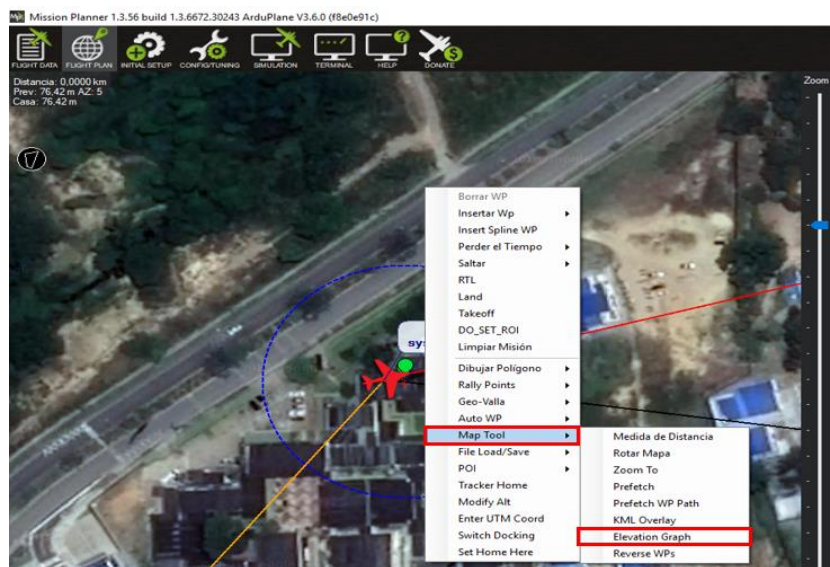 Mission Planner 1.3.56 build 1.3.6672.30243 ArduPlane V3.6.0 (f8e0e91c)
FLIGHT DATA FLIGHT PLAN INITIAL SETUP CONFIG/TUNING SIMULATION TERMINAL HELP DONATE
Distancia: 0,0000 km
Prev: 76,42 m AZ: 5
Casa: 76,42 m
Zoom
Borrar WP
Insertar Wp
Insert Spline WP
Perder el Tiempo
Saltar
RTL
Land
Takeoff
DO_SET_ROI
Limpiar Misión
sys
Dibujar Polígono
Rally Points
Geo-Valla
Auto WP
Map Tool
File Load/Save
POI
Tracker Home
Modify Alt
Enter UTM Coord
Switch Docking
Set Home Here
Medida de Distancia
Rotar Mapa
Zoom To
Prefetch
Prefetch WP Path
KML Overlay
Elevation Graph
Reverse WPs